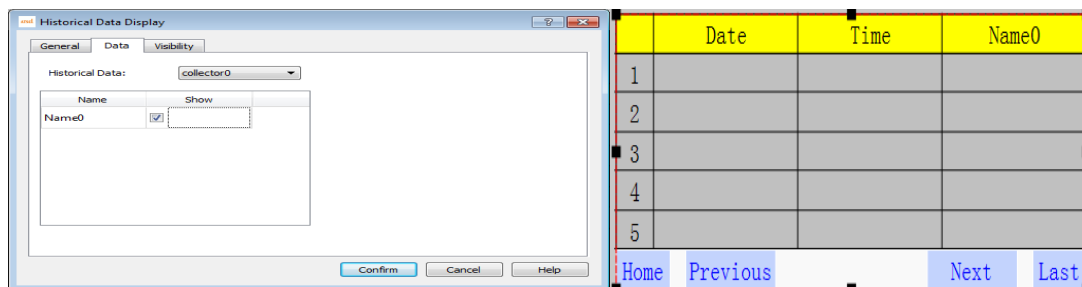 Historical Data Display
General Data Visibility
Historical Data: collector0
Name Show
Name0
Confirm Cancel Help
Date Time Name0
1
2
3
4
5
Home Previous Next Last